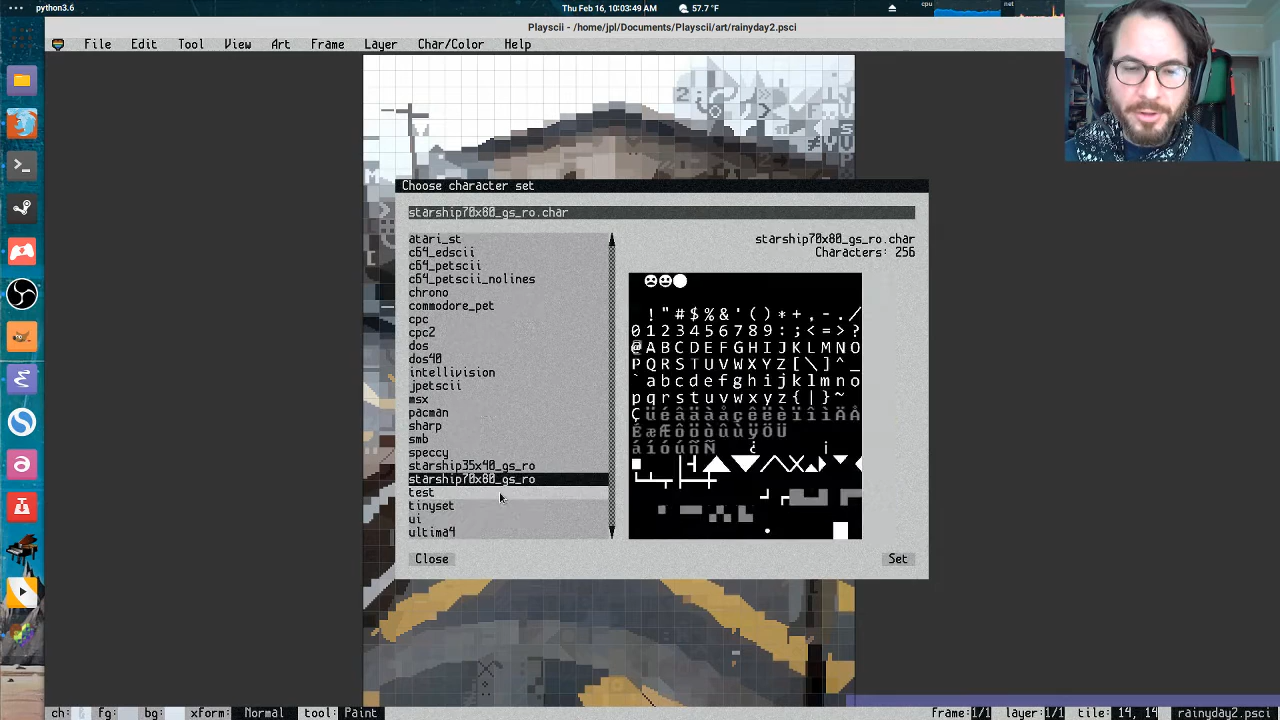 python3.6
Thu Feb 16, 10:03:49 AM
57.7 °F
cpu
net
Playscii - /home/jpl/Documents/Playscii/art/rainyday2.psci
File Edit Tool View Art Frame Layer Char/Color Help
Choose character set
starship70x80_gs_ro.char
atari_st
c64_edscii
c64_petscii
c64_petscii_nolines
chrono
commodore_pet
cpc
cpc2
dos
dos40
intellivision
jpetscii
msx
pacman
sharp
smb
speccy
starship35x40_gs_ro
starship70x80_gs_ro
test
tinyset
ui
ultima4
starship70x80_gs_ro.char
Characters: 256
!"#$%&'()*+,-./
0123456789:;<=>?
@ABCDEFGHIJKLMNO
PQRSTUVWXYZ[\]^_
`abcdefghijklmno
pqrstuvwxyz{|}~
Close
Set
ch: fg: bg: xform: Normal tool: Paint
frame:1/1 layer:1/1 tile: 14, 14 rainyday2.psci